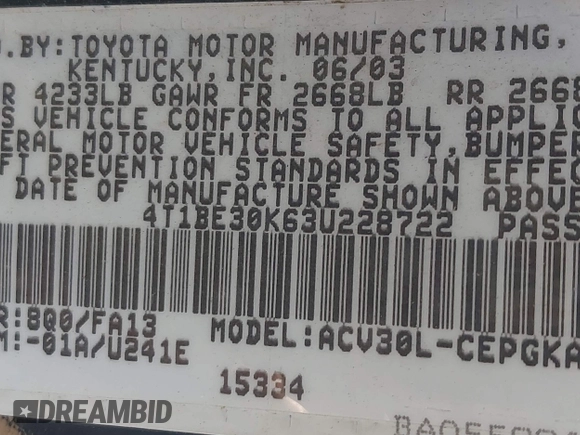 D.BY:TOYOTA MOTOR MANUFACTURING,
KENTUCKY,INC. 06/03
R 4233LB GAWR FR 2668LB RR 2668
S VEHICLE CONFORMS TO ALL APPLIC
ERAL MOTOR VEHICLE SAFETY,BUMPER
FT PREVENTION STANDARDS IN EFFEC
DATE OF MANUFACTURE SHOWN ABOVE
4T1BE30K63U228722 PASS
R:8Q0/FA13
MODEL:ACV30L-CEPGKA
M:-01A/U241E
15334
DREAMBID